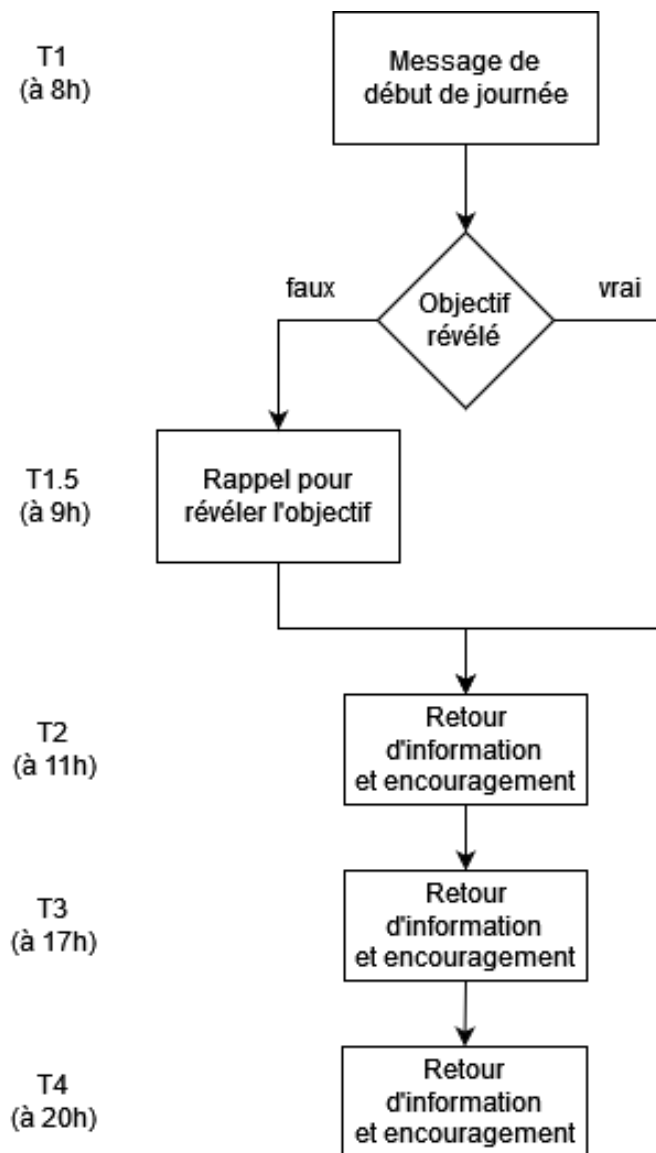 T1
(à 8h)
Message de
début de journée
faux
Objectif
révélé
vrai
T1.5
(à 9h)
Rappel pour
révéler l'objectif
T2
(à 11h)
Retour
d'information
et encouragement
T3
(à 17h)
Retour
d'information
et encouragement
T4
(à 20h)
Retour
d'information
et encouragement